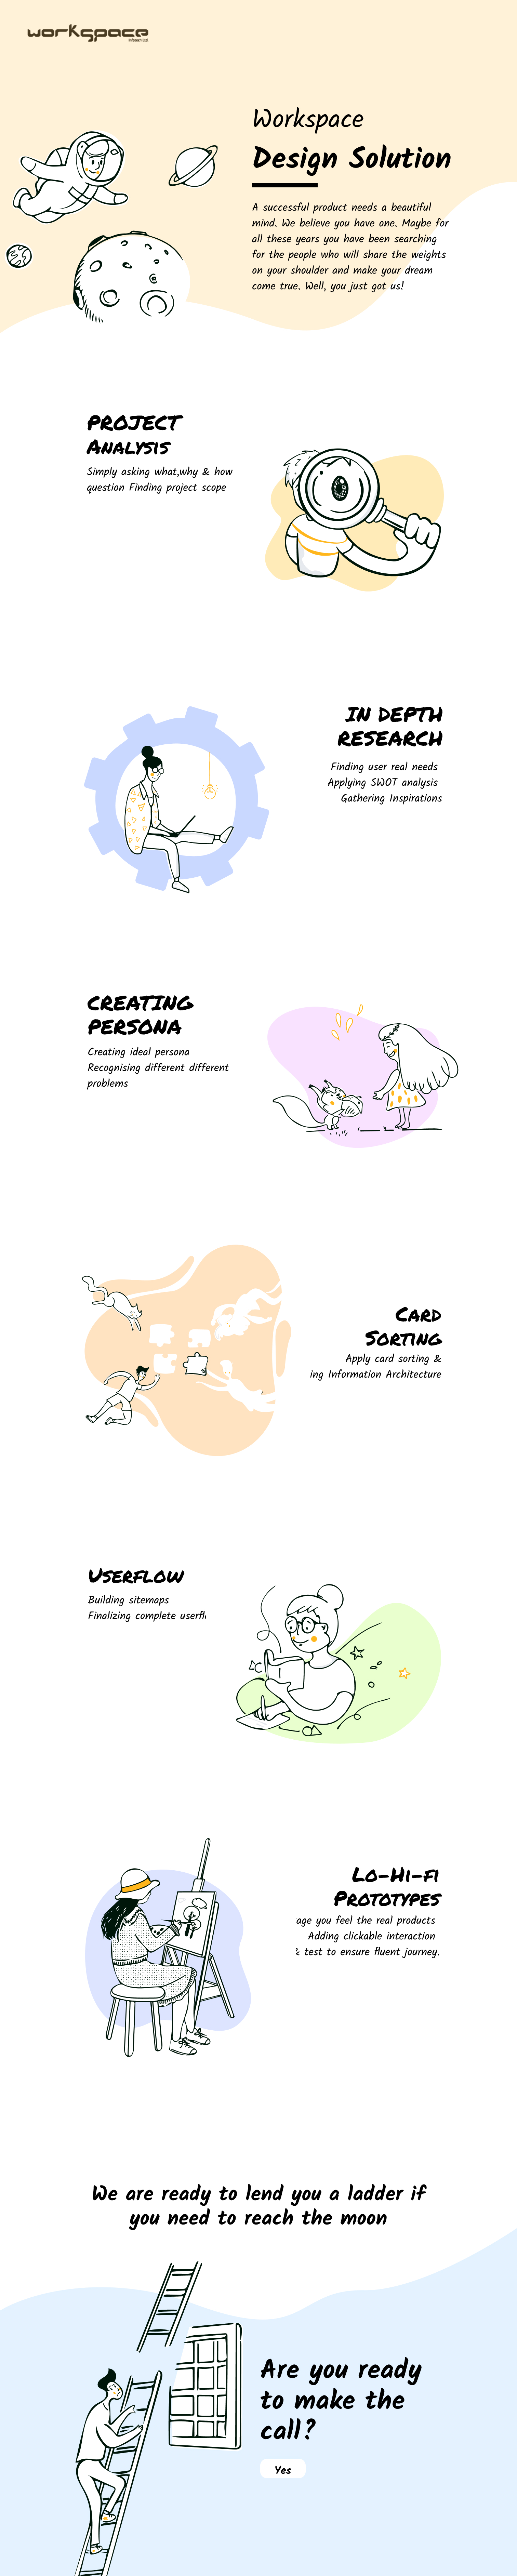 workspace
Infotech Ltd.
Workspace
Design Solution
A successful product needs a beautiful
mind. We believe you have one. Maybe for
all these years you have been searching
for the people who will share the weights
on your shoulder and make your dream
come true. Well, you just got us!
PROJECT
ANALYSIS
Simply asking what,why & how
question Finding project scope
IN DEPTH
RESEARCH
Finding user real needs
Applying SWOT analysis
Gathering Inspirations
CREATING
PERSONA
Creating ideal persona
Recognising different different
problems
CARD
SORTING
Apply card sorting &
ing Information Architecture
USERFLOW
Building sitemaps
Finalizing complete userfl
LO-HI-FI
PROTOTYPES
age you feel the real products
Adding clickable interaction
& test to ensure fluent journey.
We are ready to lend you a ladder if
you need to reach the moon
Are you ready
to make the
call?
Yes